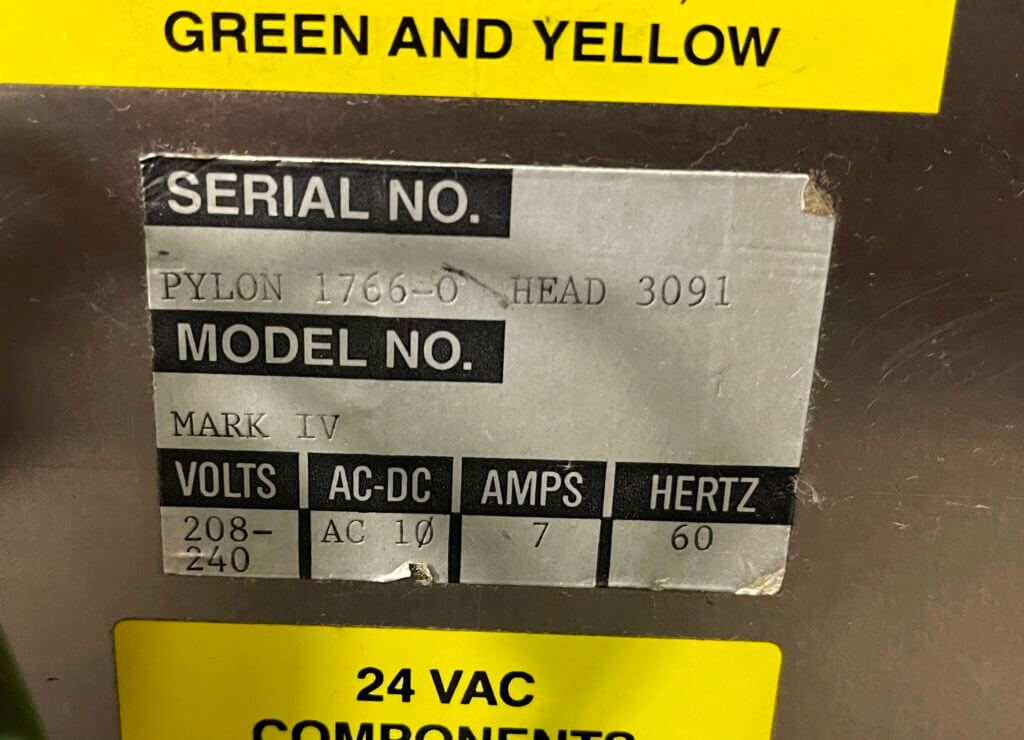 GREEN AND YELLOW
SERIAL NO.
PYLON 1766-0 HEAD 3091
MODEL NO.
MARK IV
VOLTS AC-DC AMPS HERTZ
208- AC 1Ø 7 60
240
24 VAC
COMPONENTS